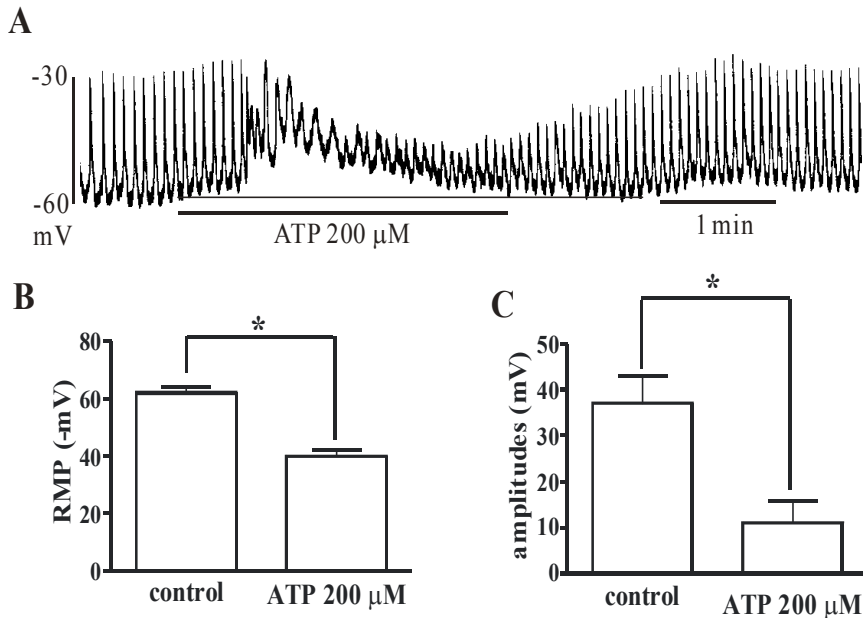 A
-30
-60
mV
ATP 200 μM
1 min
B
*
RMP (-mV)
80
60
40
20
0
control
ATP 200 μM
C
*
amplitudes (mV)
50
40
30
20
10
0
control
ATP 200 μM